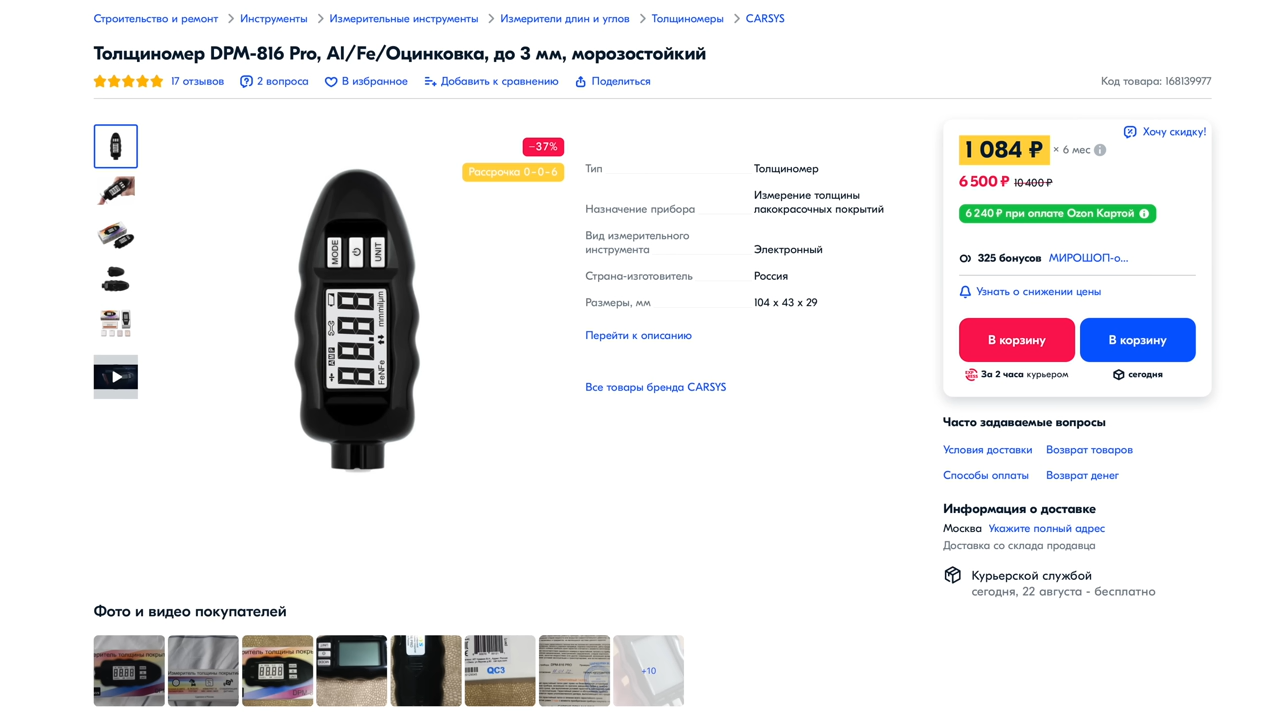 Строительство и ремонт > Инструменты > Измерительные инструменты > Измерители длин и углов > Толщиномеры > CARSYS
Толщиномер DPM-816 Pro, Al/Fe/Оцинковка, до 3 мм, морозостойкий
17 отзывов 2 вопроса В избранное Добавить к сравнению Поделиться Код товара: 168139977
−37%
Рассрочка 0-0-6
MODE
UNIT
88.88
mm mil µm
FeNFe
Тип Толщиномер
Назначение прибора Измерение толщины
лакокрасочных покрытий
Вид измерительного
инструмента Электронный
Страна-изготовитель Россия
Размеры, мм 104 x 43 x 29
Перейти к описанию
Все товары бренда CARSYS
Хочу скидку!
1 084 ₽ × 6 мес
6 500 ₽ 10 400 ₽
6 240 ₽ при оплате Ozon Картой
325 бонусов МИРОШОП-о...
Узнать о снижении цены
В корзину В корзину
За 2 часа курьером сегодня
Часто задаваемые вопросы
Условия доставки Возврат товаров
Способы оплаты Возврат денег
Информация о доставке
Москва Укажите полный адрес
Доставка со склада продавца
Курьерской службой
сегодня, 22 августа - бесплатно
Фото и видео покупателей
QC3
+10